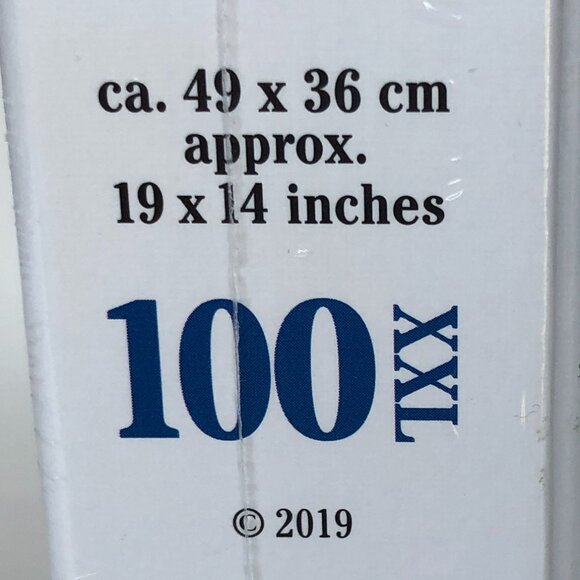 ca. 49 x 36 cm
approx.
19 x 14 inches
100 XXL
© 2019